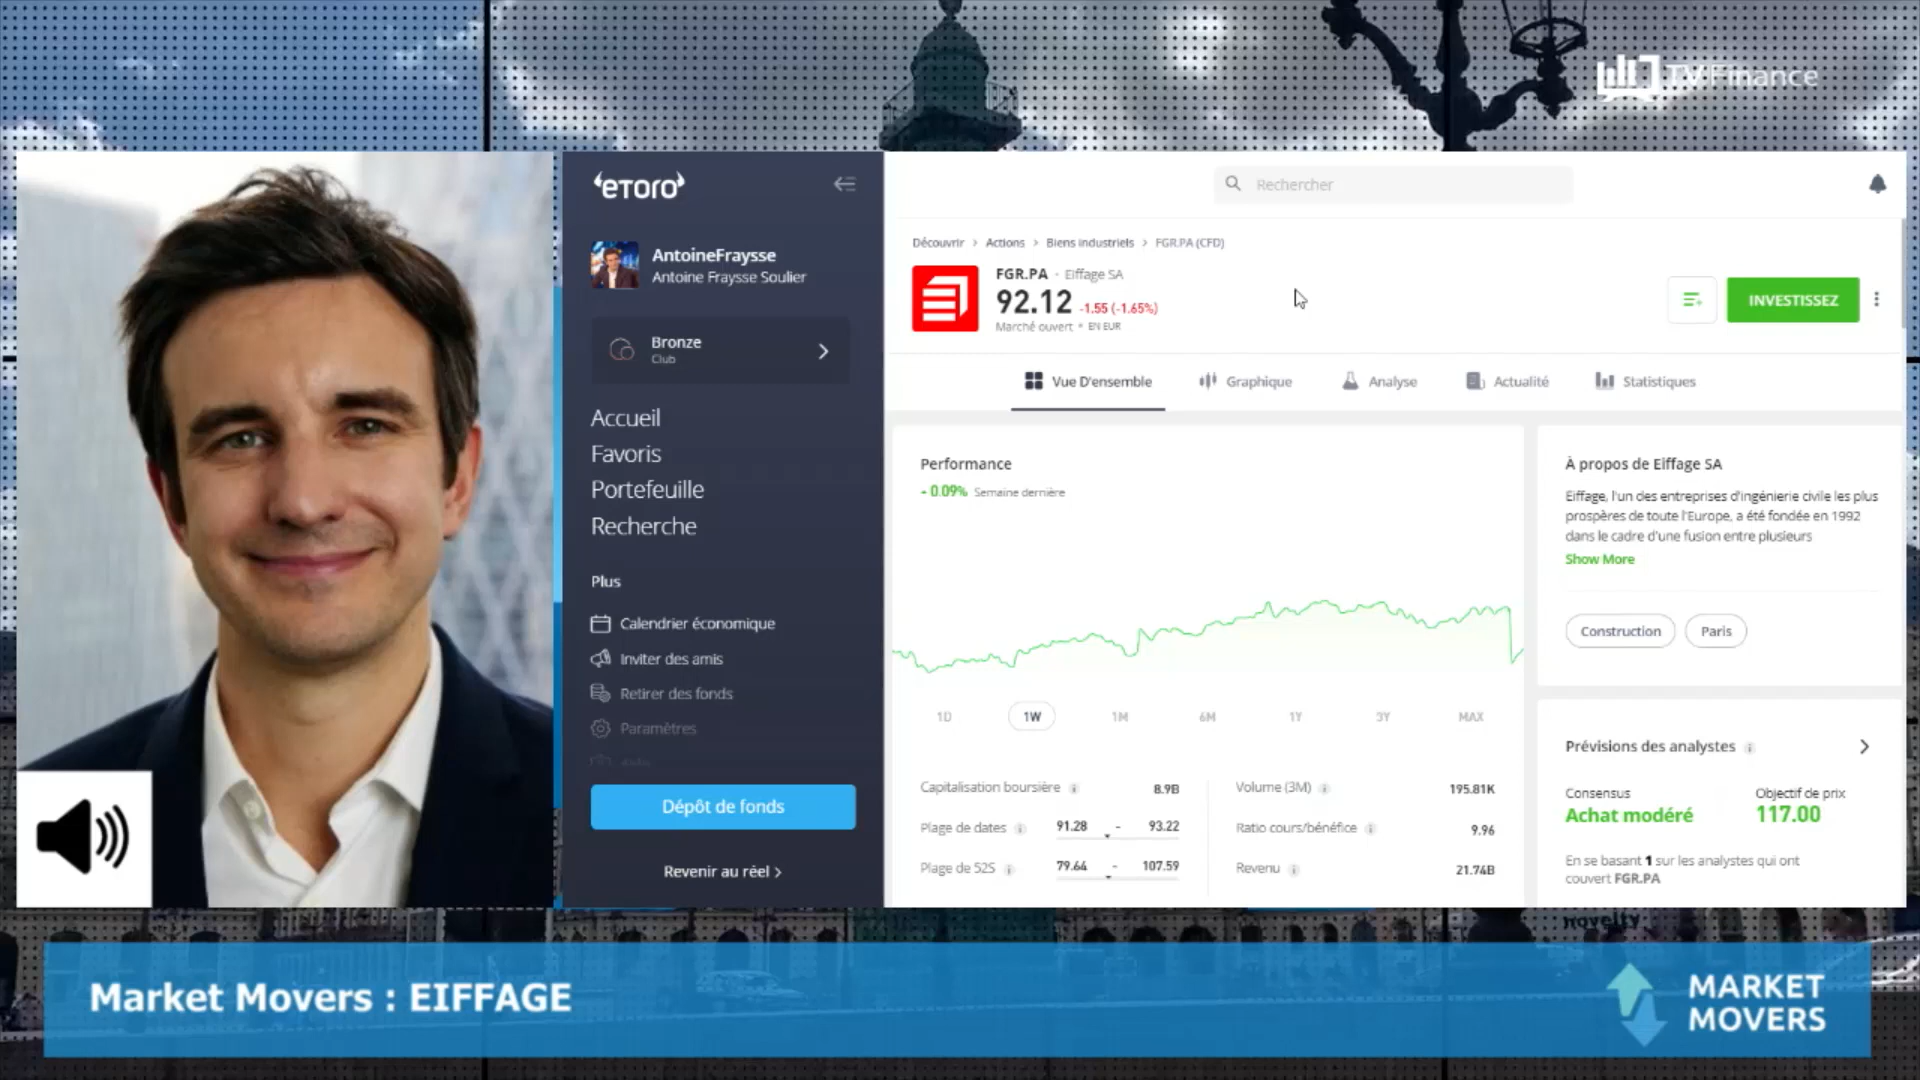 TV Finance
eToro
AntoineFraysse
Antoine Fraysse Soulier
Bronze
Club
Accueil
Favoris
Portefeuille
Recherche
Plus
Calendrier économique
Inviter des amis
Retirer des fonds
Paramètres
Dépôt de fonds
Revenir au réel
Rechercher
Découvrir > Actions > Biens industriels > FGR.PA (CFD)
FGR.PA · Eiffage SA
92.12 -1.55 (-1.65%)
Marché ouvert • EN EUR
INVESTISSEZ
Vue D'ensemble Graphique Analyse Actualité Statistiques
Performance
- 0.09% Semaine dernière
1D 1W 1M 6M 1Y 3Y MAX
Capitalisation boursière 8.9B
Plage de dates 91.28 - 93.22
Plage de 52S 79.64 - 107.59
Volume (3M) 195.81K
Ratio cours/bénéfice 9.96
Revenu 21.74B
À propos de Eiffage SA
Eiffage, l'un des entreprises d'ingénierie civile les plus
prospères de toute l'Europe, a été fondée en 1992
dans le cadre d'une fusion entre plusieurs
Show More
Construction Paris
Prévisions des analystes
Consensus Objectif de prix
Achat modéré 117.00
En se basant 1 sur les analystes qui ont
couvert FGR.PA
novelty
Market Movers : EIFFAGE
MARKET
MOVERS